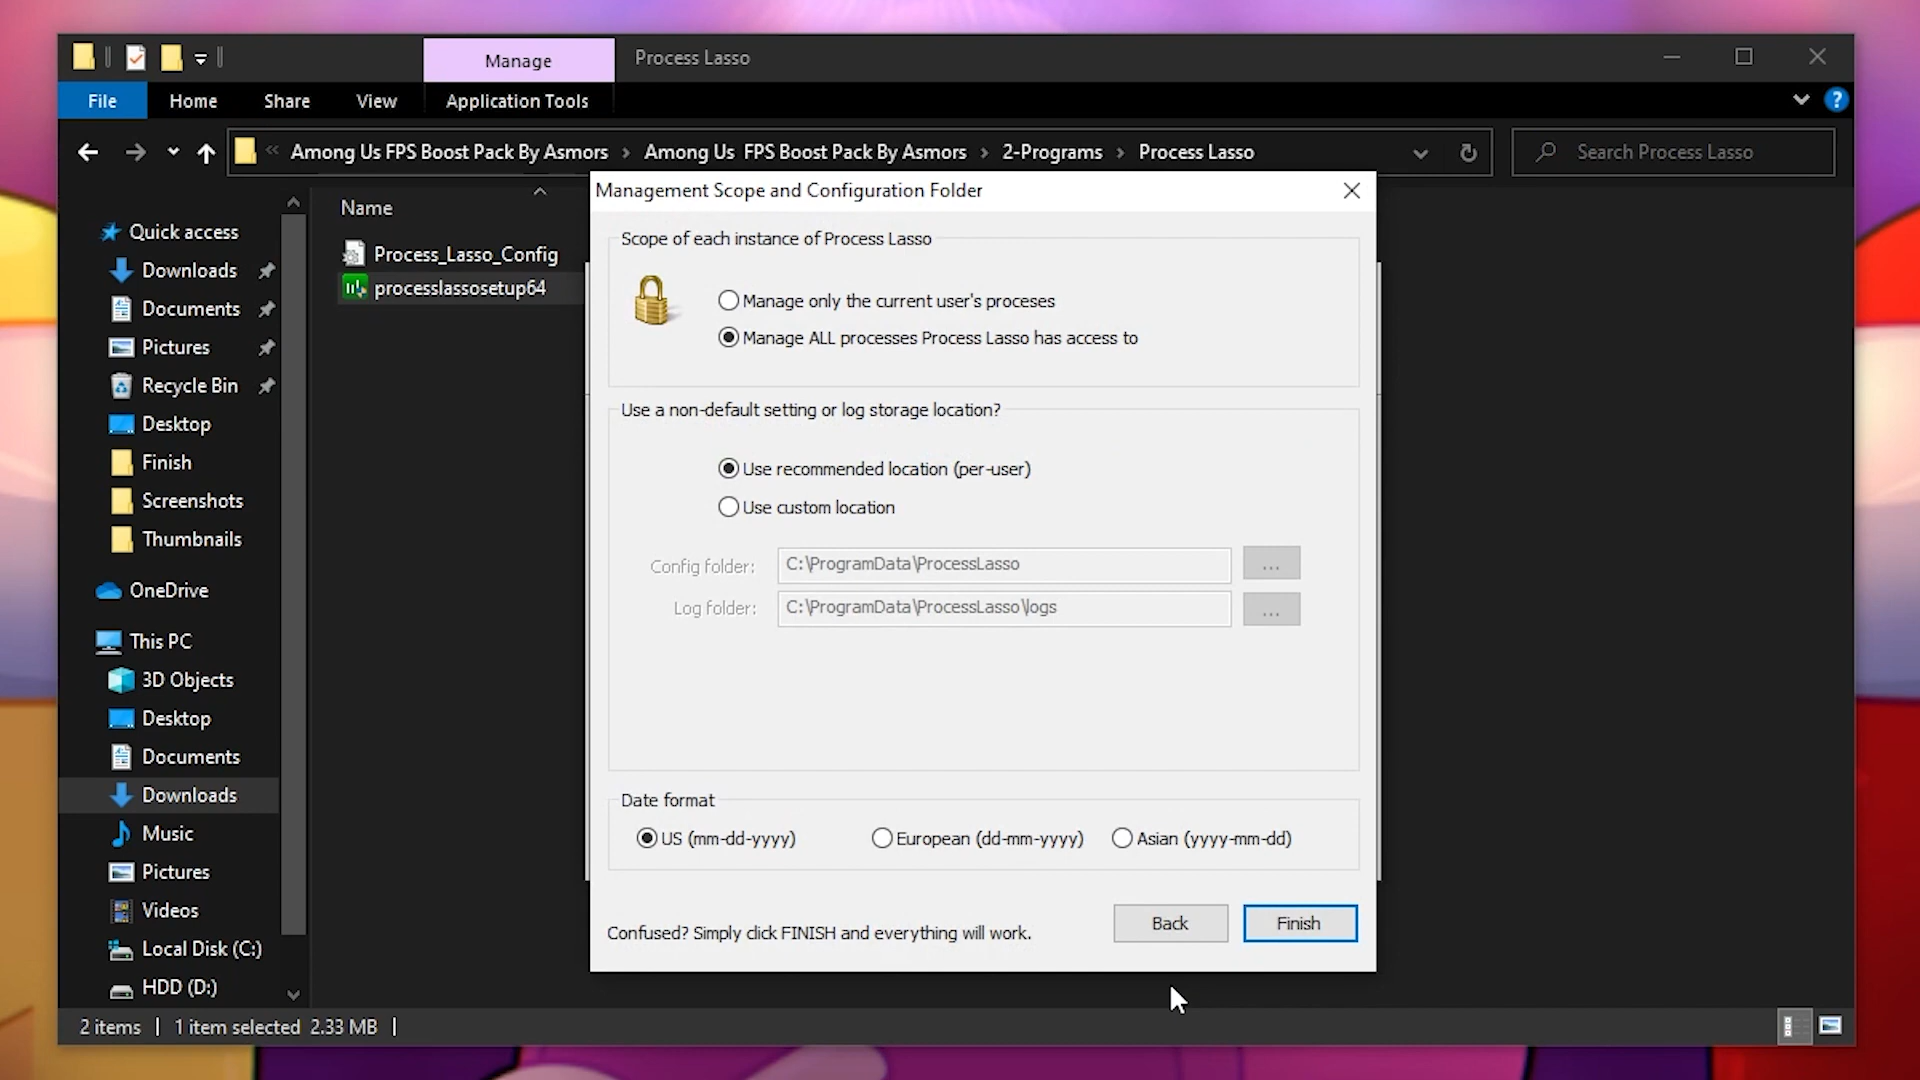 Manage
Process Lasso
File
Home
Share
View
Application Tools
?
«
Among Us FPS Boost Pack By Asmors › Among Us  FPS Boost Pack By Asmors › 2-Programs › Process Lasso
Search Process Lasso
Quick access
Downloads
Documents
Pictures
Recycle Bin
Desktop
Finish
Screenshots
Thumbnails
OneDrive
This PC
3D Objects
Desktop
Documents
Downloads
Music
Pictures
Videos
Local Disk (C:)
HDD (D:)
Name
Process_Lasso_Config
processlassosetup64
Management Scope and Configuration Folder
Scope of each instance of Process Lasso
Manage only the current user's proceses
Manage ALL processes Process Lasso has access to
Use a non-default setting or log storage location?
Use recommended location (per-user)
Use custom location
Config folder: C:\ProgramData\ProcessLasso ...
Log folder: C:\ProgramData\ProcessLasso\logs ...
Date format
US (mm-dd-yyyy) European (dd-mm-yyyy) Asian (yyyy-mm-dd)
Confused? Simply click FINISH and everything will work.
Back
Finish
2 items
1 item selected 2.33 MB